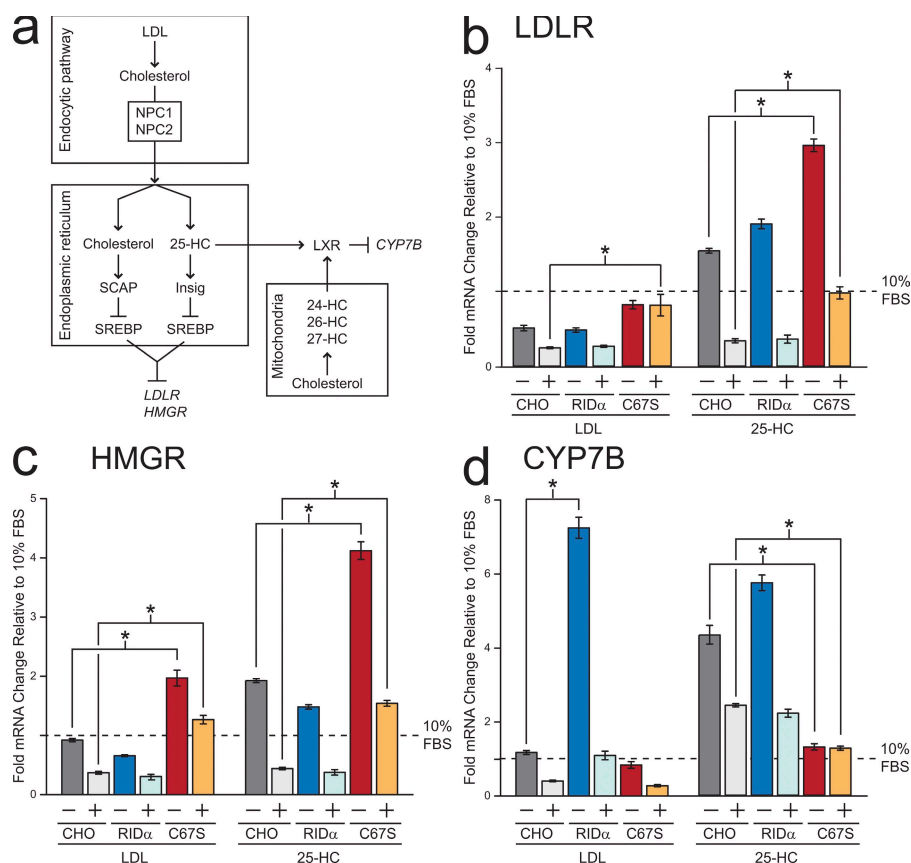 a
Endocytic pathway
LDL
Cholesterol
NPC1
NPC2
Endoplasmic reticulum
Cholesterol
25-HC
SCAP
Insig
SREBP
SREBP
LDLR
HMGR
LXR
CYP7B
Mitochondria
24-HC
26-HC
27-HC
Cholesterol
b LDLR
Fold mRNA Change Relative to 10% FBS
4
3
2
1
0
*
*
*
10%
FBS
− + − + − + − + − + − +
CHO RIDα C67S CHO RIDα C67S
LDL 25-HC
c HMGR
Fold mRNA Change Relative to 10% FBS
5
4
3
2
1
0
*
*
*
*
10%
FBS
− + − + − + − + − + − +
CHO RIDα C67S CHO RIDα C67S
LDL 25-HC
d CYP7B
Fold mRNA Change Relative to 10% FBS
8
6
4
2
1
0
*
*
*
10%
FBS
− + − + − + − + − + − +
CHO RIDα C67S CHO RIDα C67S
LDL 25-HC